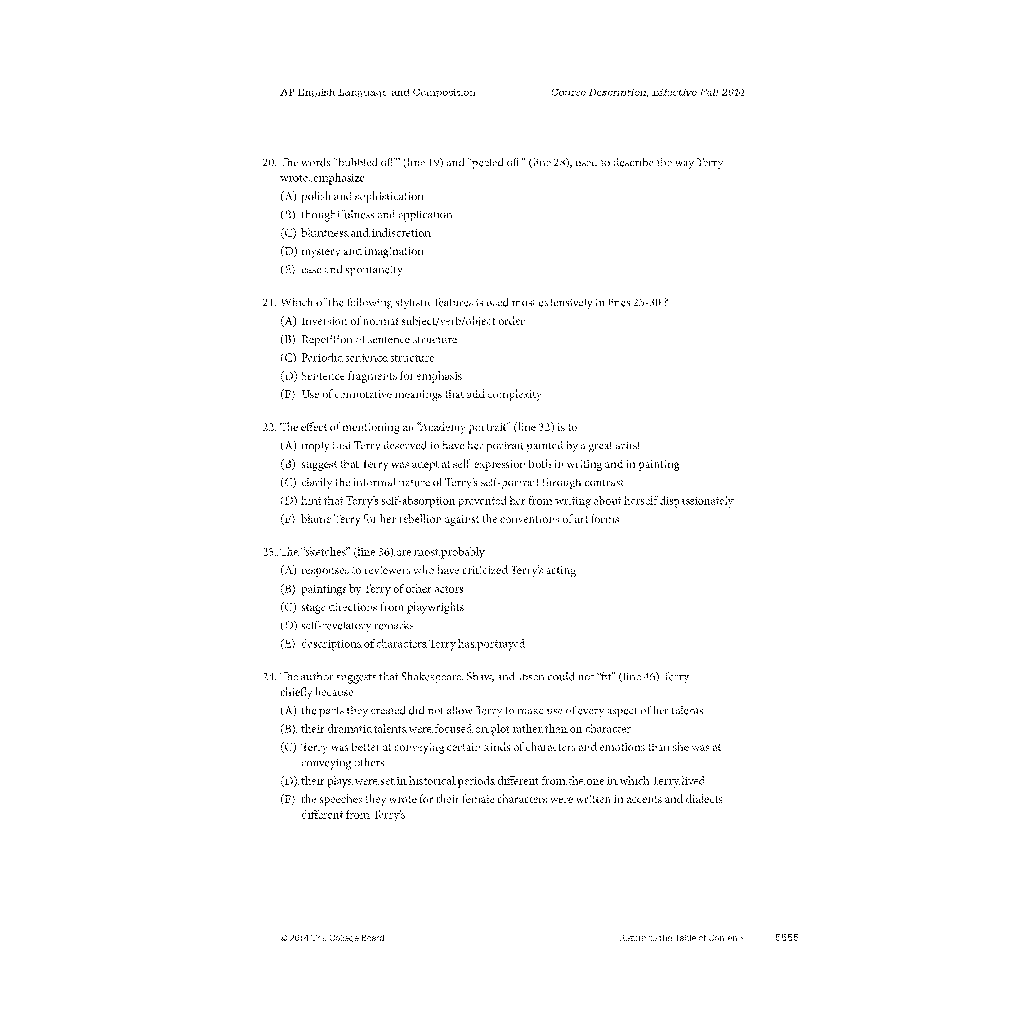 AP English Language and Composition Course Description, Effective Fall 2014
20. The words "bubbled off" (line 19) and "peeled off" (line 28), used to describe the way Terry
wrote, emphasize
(A) polish and sophistication
(B) thoughtfulness and application
(C) bluntness and indiscretion
(D) mystery and imagination
(E) ease and spontaneity
21. Which of the following stylistic features is used most extensively in lines 25-30?
(A) Inversion of normal subject/verb/object order
(B) Repetition of sentence structure
(C) Periodic sentence structure
(D) Sentence fragments for emphasis
(E) Use of connotative meanings that add complexity
22. The effect of mentioning an "Academy portrait" (line 32) is to
(A) imply that Terry deserved to have her portrait painted by a great artist
(B) suggest that Terry was adept at self-expression both in writing and in painting
(C) clarify the informal nature of Terry's self-portrait through contrast
(D) hint that Terry's self-absorption prevented her from writing about herself dispassionately
(E) blame Terry for her rebellion against the conventions of art forms
23. The "sketches" (line 36) are most probably
(A) responses to reviewers who have criticized Terry's acting
(B) paintings by Terry of other actors
(C) stage directions from playwrights
(D) self-revelatory remarks
(E) descriptions of characters Terry has portrayed
24. The author suggests that Shakespeare, Shaw, and Ibsen could not "fit" (line 46) Terry
chiefly because
(A) the parts they created did not allow Terry to make use of every aspect of her talents
(B) their dramatic talents were focused on plot rather than on character
(C) Terry was better at conveying certain kinds of characters and emotions than she was at
conveying others
(D) their plays were set in historical periods different from the one in which Terry lived
(E) the speeches they wrote for their female characters were written in accents and dialects
different from Terry's
© 2014 The College Board Return to the Table of Contents 5555